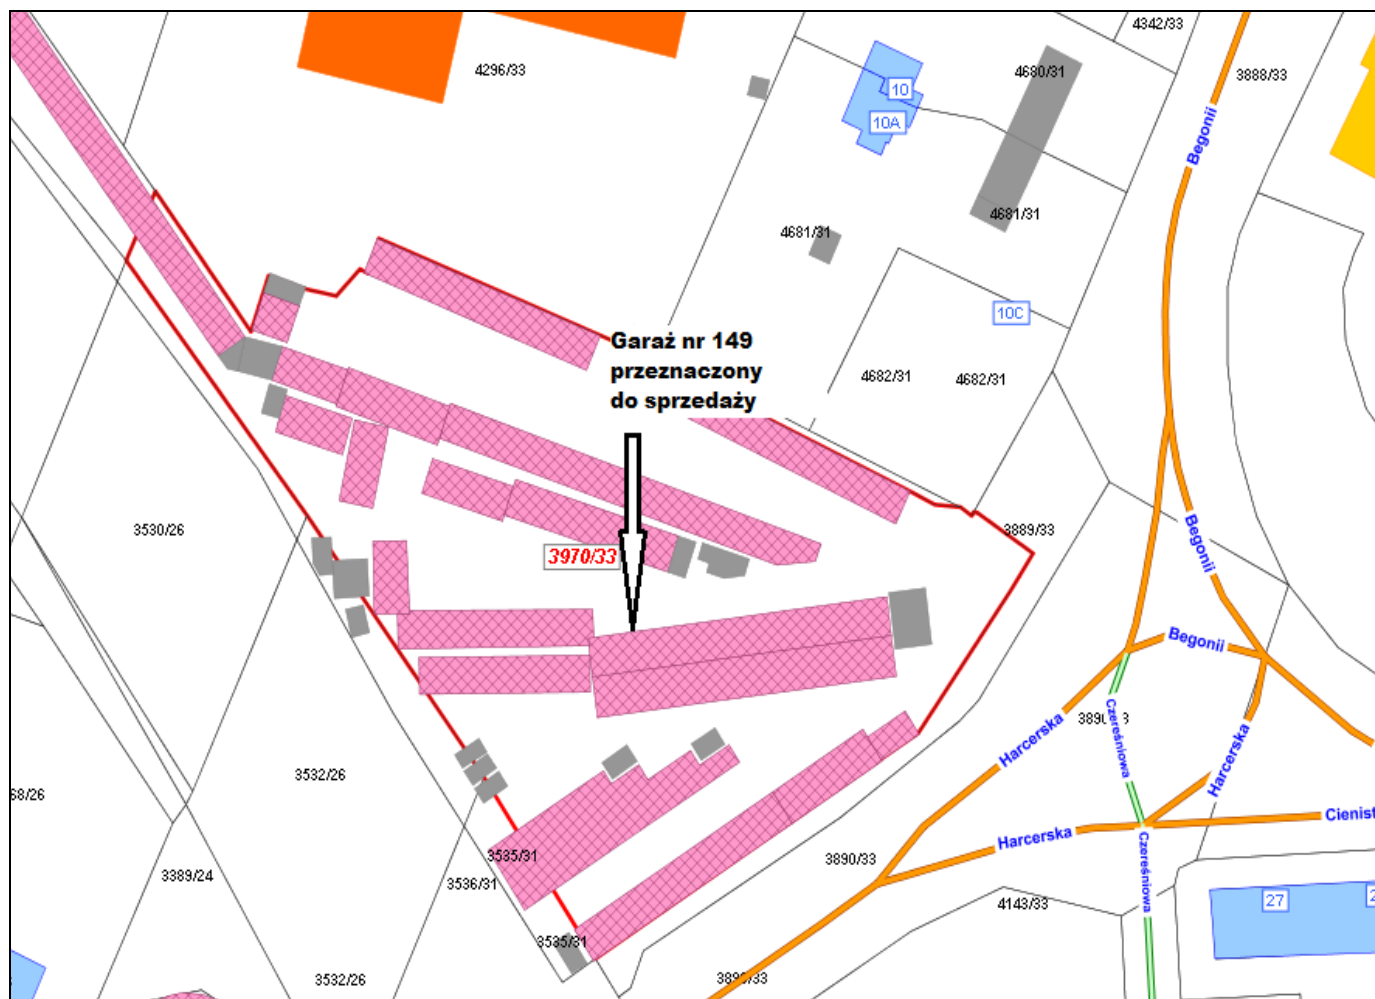 4342/33
4296/33
4680/31
3888/33
10
10A
Begonii
4681/31
4681/31
10C
Garaż nr 149
przeznaczony
do sprzedaży
4682/31
4682/31
3530/26
3889/33
Begonii
3970/33
Begonii
Harcerska
Czereśniowa
Harcerska
3532/26
68/26
Cienist
Harcerska
3535/31
3890/33
3389/24
3536/31
Czereśniowa
27
2
4143/33
3535/31
3532/26